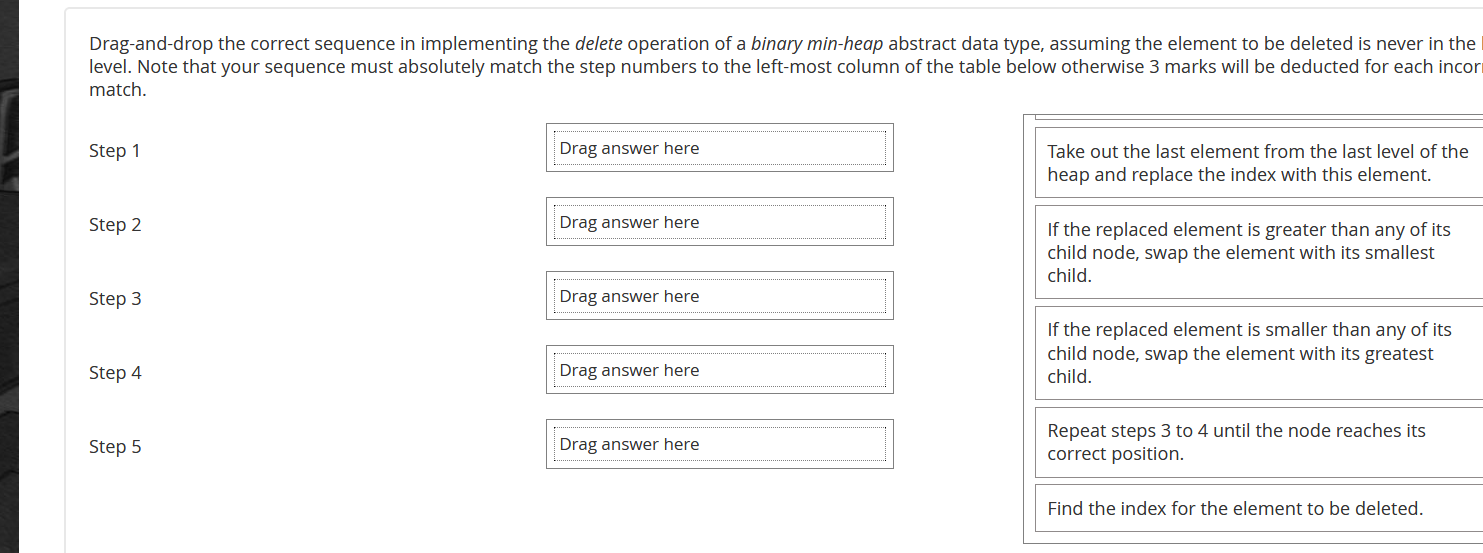 Drag-and-drop the correct sequence in implementing the delete operation of a binary min-heap abstract data type, assuming the element to be deleted is never in the
level. Note that your sequence must absolutely match the step numbers to the left-most column of the table below otherwise 3 marks will be deducted for each incor
match.
Step 1
Drag answer here
Step 2
Drag answer here
Step 3
Drag answer here
Step 4
Drag answer here
Step 5
Drag answer here
Take out the last element from the last level of the
heap and replace the index with this element.
If the replaced element is greater than any of its
child node, swap the element with its smallest
child.
If the replaced element is smaller than any of its
child node, swap the element with its greatest
child.
Repeat steps 3 to 4 until the node reaches its
correct position.
Find the index for the element to be deleted.